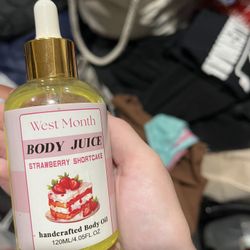 West Month
BODY JUICE
STRAWBERRY SHORTCAKE
handcrafted Body Oil
120ML/4.05FL OZ